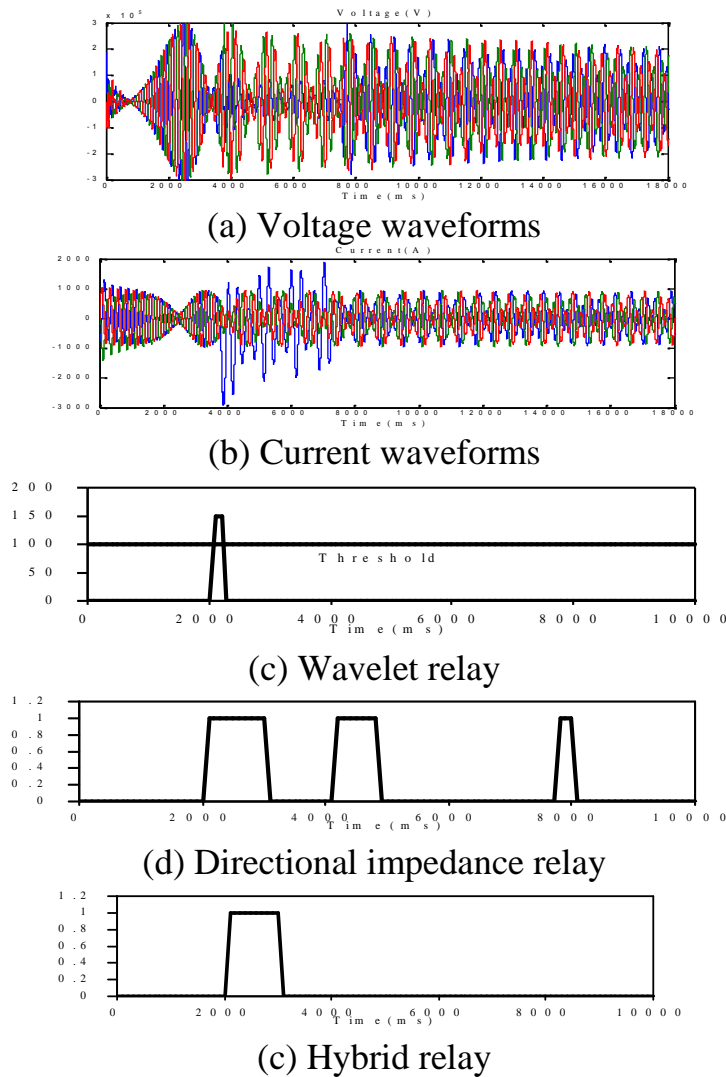 x 10⁵ Voltage(V)
3
2
1
0
-1
-2
-3
0 2000 4000 6000 8000 10000 12000 14000 16000 18000
Time(ms)
(a) Voltage waveforms
Current(A)
2000
1000
0
-1000
-2000
-3000
0 2000 4000 6000 8000 10000 12000 14000 16000 18000
Time(ms)
(b) Current waveforms
200
150
100
Threshold
50
0
0 2000 4000 6000 8000 10000
Time(ms)
(c) Wavelet relay
1.2
1
0.8
0.6
0.4
0.2
0
0 2000 4000 6000 8000 10000
Time(ms)
(d) Directional impedance relay
1.2
1
0.8
0.6
0.4
0.2
0
0 2000 4000 6000 8000 10000
Time(ms)
(c) Hybrid relay